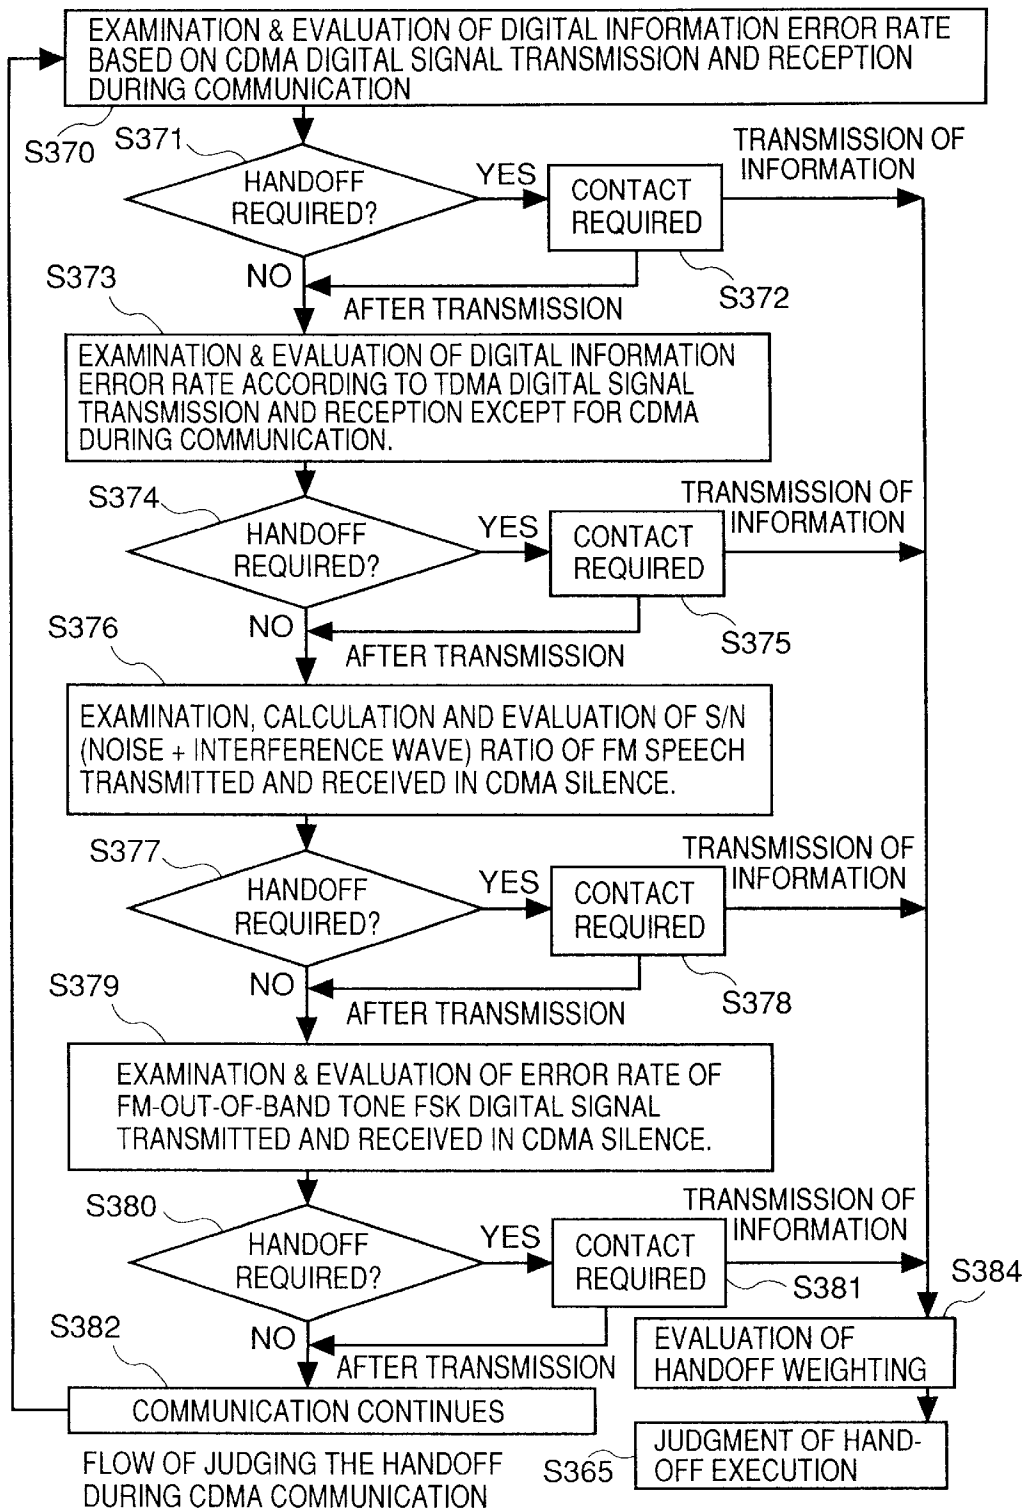 EXAMINATION & EVALUATION OF DIGITAL INFORMATION ERROR RATE
BASED ON CDMA DIGITAL SIGNAL TRANSMISSION AND RECEPTION
DURING COMMUNICATION
S370
S371
HANDOFF
REQUIRED?
YES
CONTACT
REQUIRED
TRANSMISSION OF
INFORMATION
S372
NO
AFTER TRANSMISSION
S373
EXAMINATION & EVALUATION OF DIGITAL INFORMATION
ERROR RATE ACCORDING TO TDMA DIGITAL SIGNAL
TRANSMISSION AND RECEPTION EXCEPT FOR CDMA
DURING COMMUNICATION.
S374
HANDOFF
REQUIRED?
YES
CONTACT
REQUIRED
TRANSMISSION OF
INFORMATION
S375
NO
AFTER TRANSMISSION
S376
EXAMINATION, CALCULATION AND EVALUATION OF S/N
(NOISE + INTERFERENCE WAVE) RATIO OF FM SPEECH
TRANSMITTED AND RECEIVED IN CDMA SILENCE.
S377
HANDOFF
REQUIRED?
YES
CONTACT
REQUIRED
TRANSMISSION OF
INFORMATION
S378
NO
AFTER TRANSMISSION
S379
EXAMINATION & EVALUATION OF ERROR RATE OF
FM-OUT-OF-BAND TONE FSK DIGITAL SIGNAL
TRANSMITTED AND RECEIVED IN CDMA SILENCE.
S380
HANDOFF
REQUIRED?
YES
CONTACT
REQUIRED
TRANSMISSION OF
INFORMATION
S381
NO
AFTER TRANSMISSION
S382
COMMUNICATION CONTINUES
S384
EVALUATION OF
HANDOFF WEIGHTING
S365
JUDGMENT OF HAND-
OFF EXECUTION
FLOW OF JUDGING THE HANDOFF
DURING CDMA COMMUNICATION